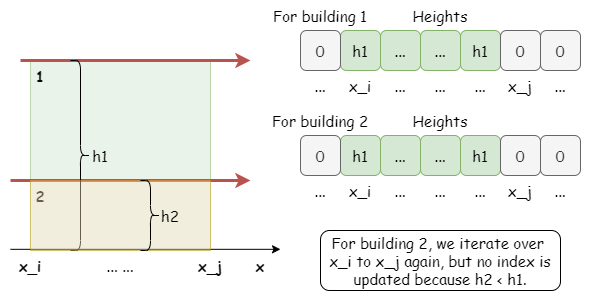 For building 1 Heights
0 h1 ... ... h1 0 0
... x_i ... ... ... x_j ...
For building 2 Heights
0 h1 ... ... h1 0 0
... x_i ... ... ... x_j ...
For building 2, we iterate over
x_i to x_j again, but no index is
updated because h2 < h1.
1
h1
2
h2
x_i ... ... x_j x